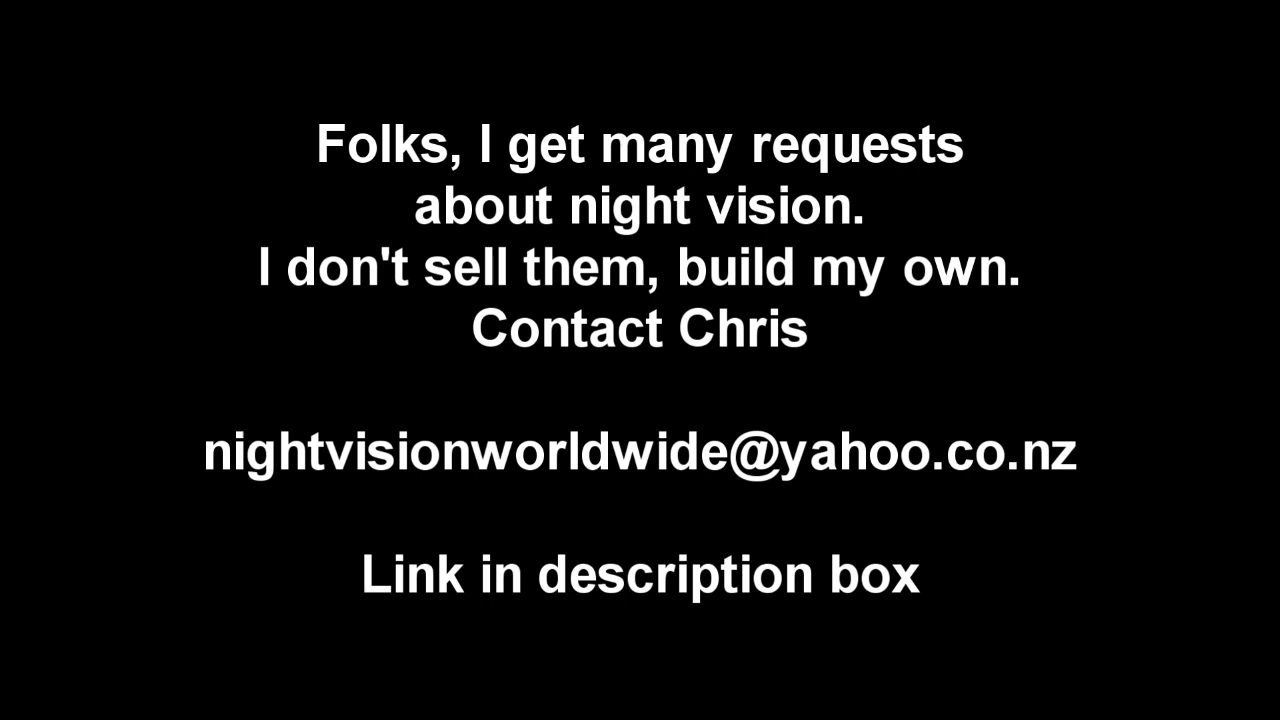 Folks, I get many requests
about night vision.
I don't sell them, build my own.
Contact Chris
nightvisionworldwide@yahoo.co.nz
Link in description box